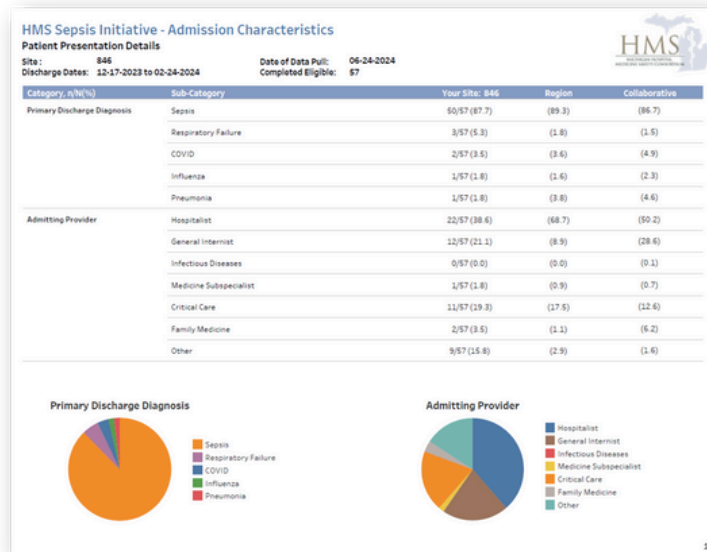 HMS Sepsis Initiative - Admission Characteristics
Patient Presentation Details
HMS
MICHIGAN HOSPITAL
MEDICINE SAFETY CONSORTIUM
Site : 846 Date of Data Pull: 06-24-2024
Discharge Dates: 12-17-2023 to 02-24-2024 Completed Eligible: 57
Category, n/N(%) Sub-Category Your Site: 846 Region Collaborative
Primary Discharge Diagnosis Sepsis 50/57 (87.7) (89.3) (86.7)
Respiratory Failure 3/57 (5.3) (1.8) (1.5)
COVID 2/57 (3.5) (3.6) (4.9)
Influenza 1/57 (1.8) (1.6) (2.3)
Pneumonia 1/57 (1.8) (3.8) (4.6)
Admitting Provider Hospitalist 22/57 (38.6) (68.7) (50.2)
General Internist 12/57 (21.1) (8.9) (28.6)
Infectious Diseases 0/57 (0.0) (0.0) (0.1)
Medicine Subspecialist 1/57 (1.8) (0.9) (0.7)
Critical Care 11/57 (19.3) (17.5) (12.6)
Family Medicine 2/57 (3.5) (1.1) (6.2)
Other 9/57 (15.8) (2.9) (1.6)
Primary Discharge Diagnosis
Sepsis
Respiratory Failure
COVID
Influenza
Pneumonia
Admitting Provider
Hospitalist
General Internist
Infectious Diseases
Medicine Subspecialist
Critical Care
Family Medicine
Other
1